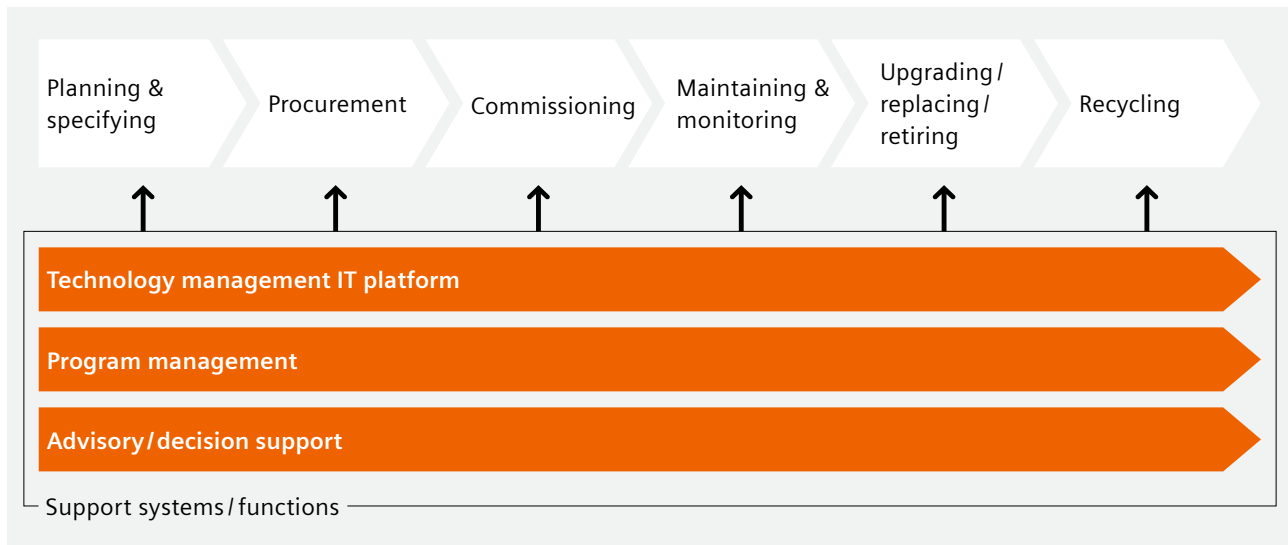 Planning &
specifying
Procurement
Commissioning
Maintaining &
monitoring
Upgrading/
replacing/
retiring
Recycling
Technology management IT platform
Program management
Advisory/decision support
Support systems/functions